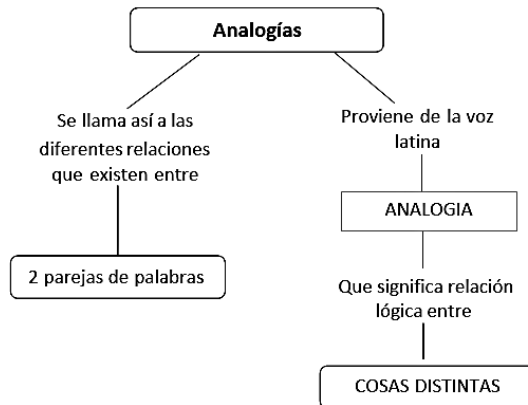 Analogías
Se llama así a las
diferentes relaciones
que existen entre
2 parejas de palabras
Proviene de la voz
latina
ANALOGIA
Que significa relación
lógica entre
COSAS DISTINTAS